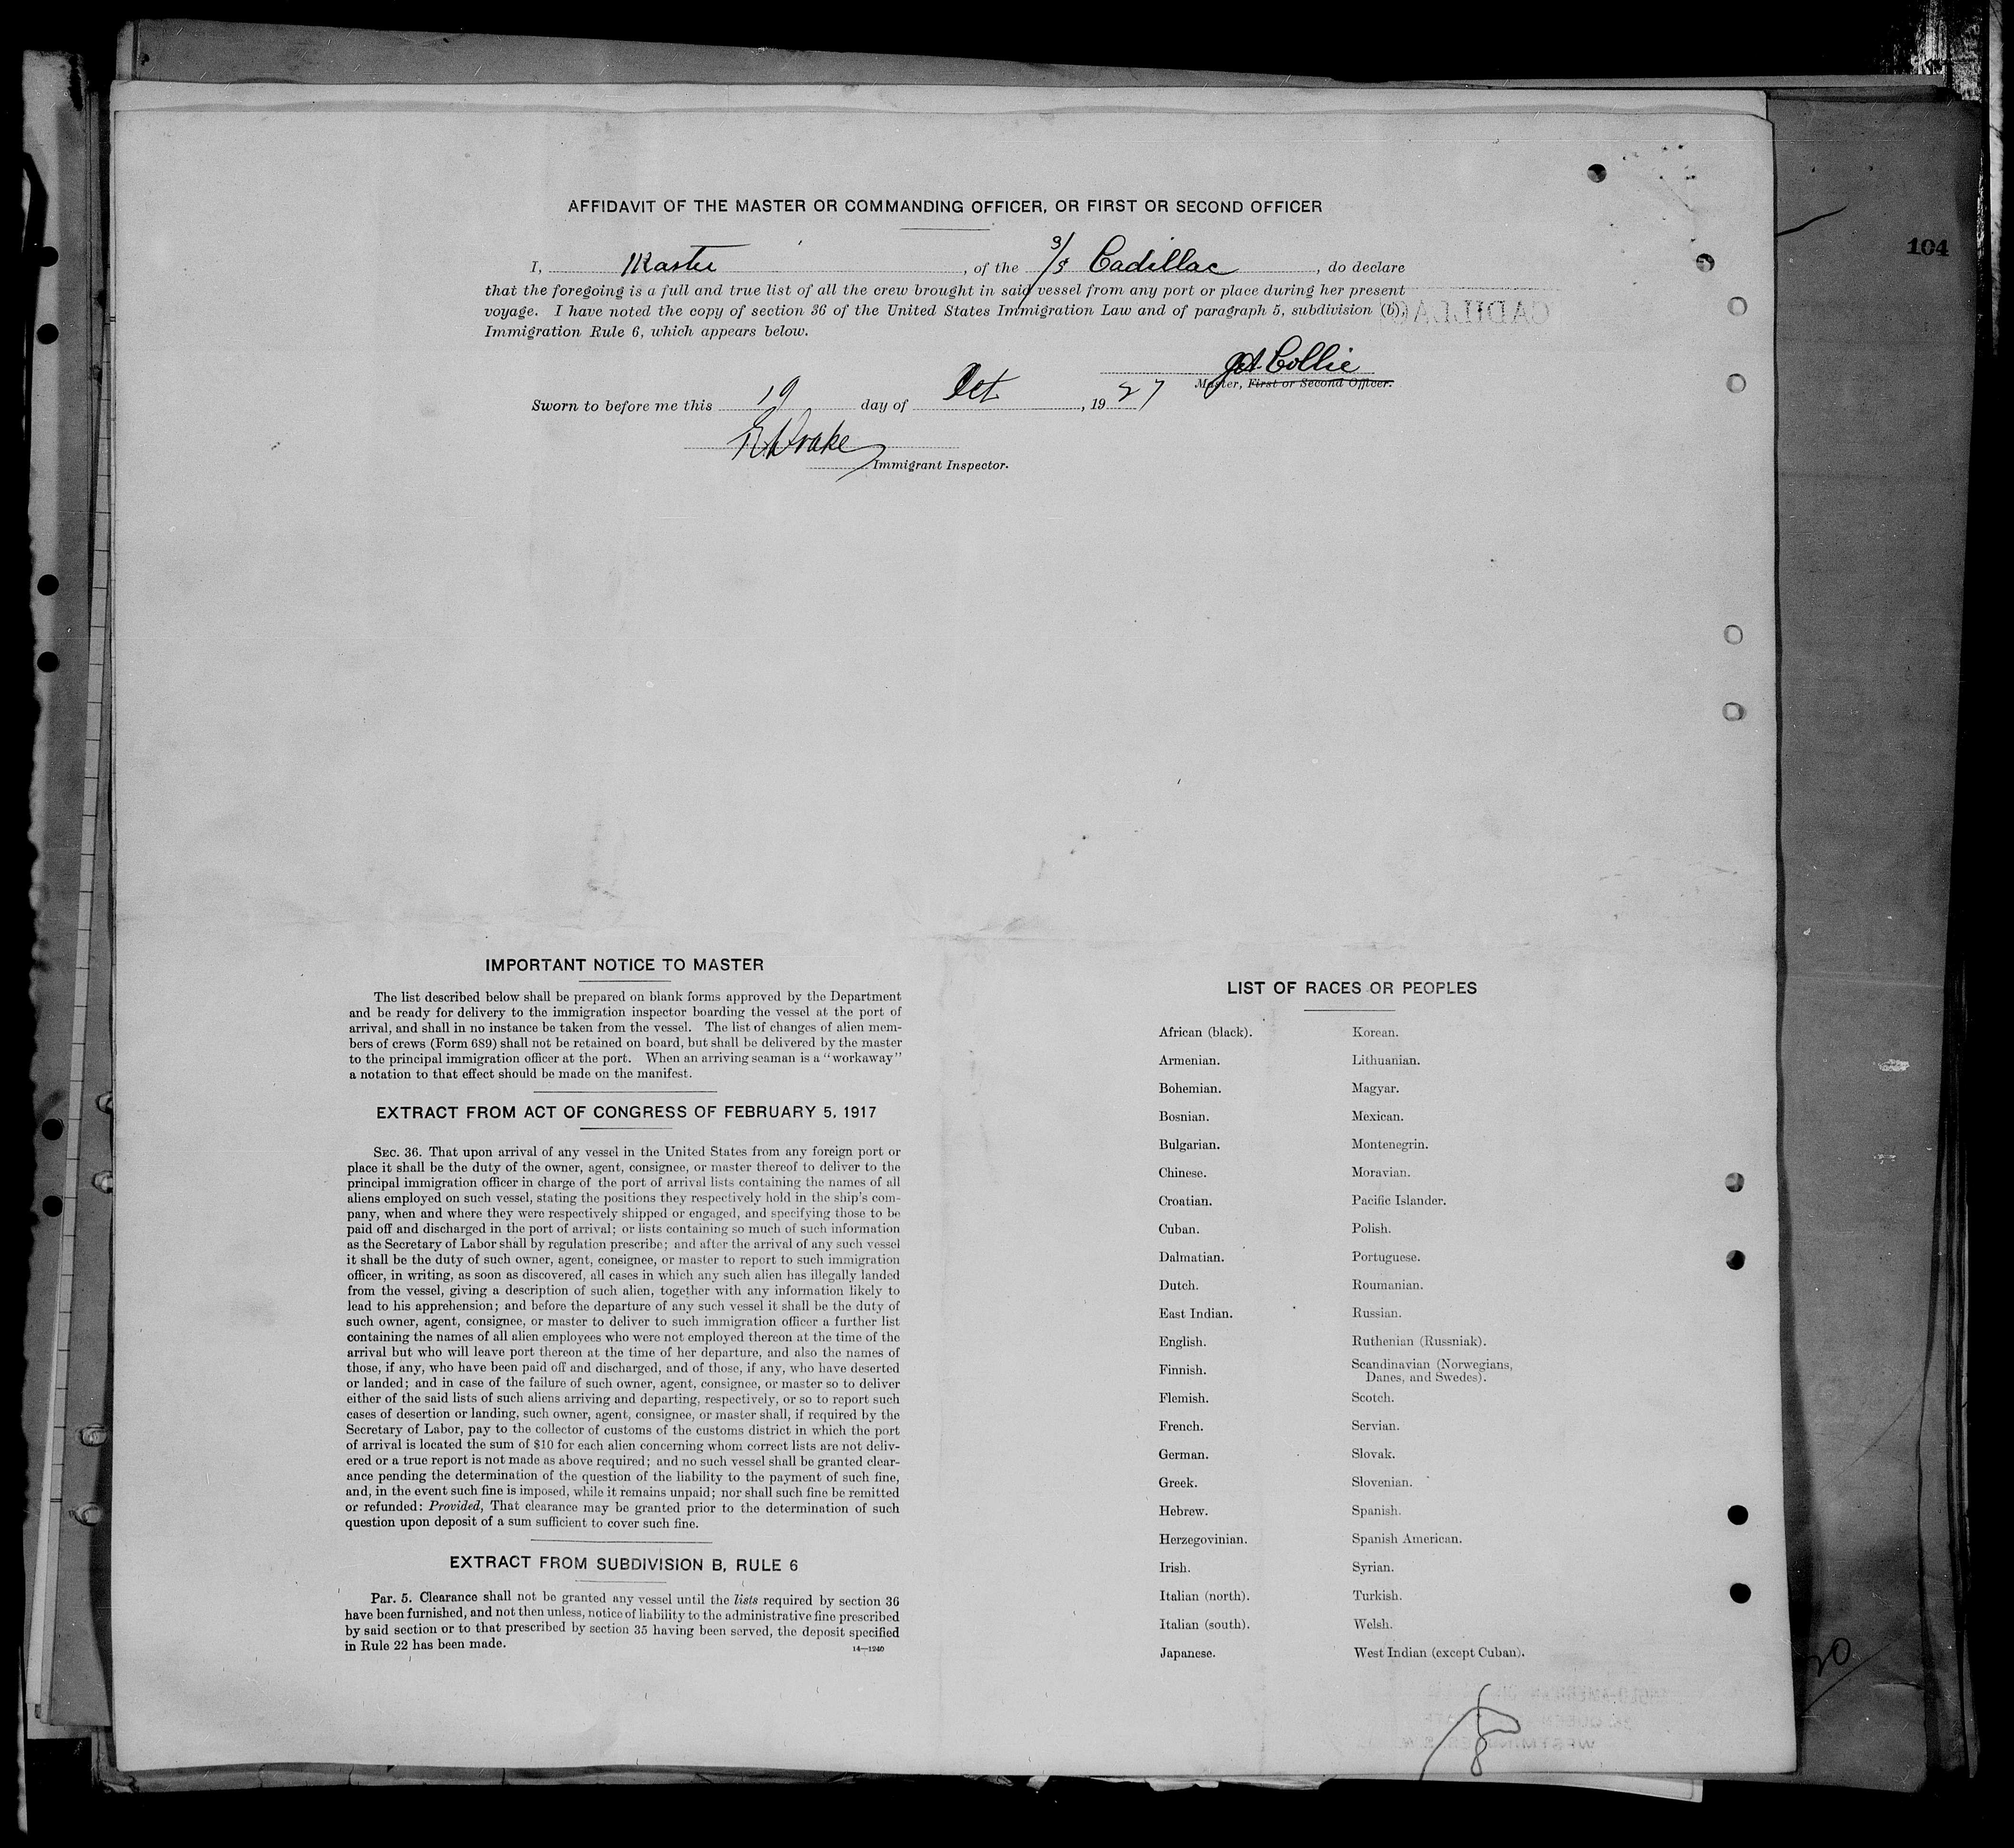 104
AFFIDAVIT OF THE MASTER OR COMMANDING OFFICER, OR FIRST OR SECOND OFFICER
I, Master , of the S/S Cadillac , do declare
that the foregoing is a full and true list of all the crew brought in said vessel from any port or place during her present
voyage. I have noted the copy of section 36 of the United States Immigration Law and of paragraph 5, subdivision (b),
Immigration Rule 6, which appears below.
CADILLAC
Collie
Master, First or Second Officer.
Sworn to before me this 19 day of Oct , 1927
Drake
Immigrant Inspector.
IMPORTANT NOTICE TO MASTER
The list described below shall be prepared on blank forms approved by the Department
and be ready for delivery to the immigration inspector boarding the vessel at the port of
arrival, and shall in no instance be taken from the vessel. The list of changes of alien mem-
bers of crews (Form 689) shall not be retained on board, but shall be delivered by the master
to the principal immigration officer at the port. When an arriving seaman is a "workaway"
a notation to that effect should be made on the manifest.
EXTRACT FROM ACT OF CONGRESS OF FEBRUARY 5, 1917
SEC. 36. That upon arrival of any vessel in the United States from any foreign port or
place it shall be the duty of the owner, agent, consignee, or master thereof to deliver to the
principal immigration officer in charge of the port of arrival lists containing the names of all
aliens employed on such vessel, stating the positions they respectively hold in the ship's com-
pany, when and where they were respectively shipped or engaged, and specifying those to be
paid off and discharged in the port of arrival; or lists containing so much of such information
as the Secretary of Labor shall by regulation prescribe; and after the arrival of any such vessel
it shall be the duty of such owner, agent, consignee, or master to report to such immigration
officer, in writing, as soon as discovered, all cases in which any such alien has illegally landed
from the vessel, giving a description of such alien, together with any information likely to
lead to his apprehension; and before the departure of any such vessel it shall be the duty of
such owner, agent, consignee, or master to deliver to such immigration officer a further list
containing the names of all alien employees who were not employed thereon at the time of the
arrival but who will leave port thereon at the time of her departure, and also the names of
those, if any, who have been paid off and discharged, and of those, if any, who have deserted
or landed; and in case of the failure of such owner, agent, consignee, or master so to deliver
either of the said lists of such aliens arriving and departing, respectively, or so to report such
cases of desertion or landing, such owner, agent, consignee, or master shall, if required by the
Secretary of Labor, pay to the collector of customs of the customs district in which the port
of arrival is located the sum of $10 for each alien concerning whom correct lists are not deliv-
ered or a true report is not made as above required; and no such vessel shall be granted clear-
ance pending the determination of the question of the liability to the payment of such fine,
and, in the event such fine is imposed, while it remains unpaid; nor shall such fine be remitted
or refunded: Provided, That clearance may be granted prior to the determination of such
question upon deposit of a sum sufficient to cover such fine.
EXTRACT FROM SUBDIVISION B, RULE 6
Par. 5. Clearance shall not be granted any vessel until the lists required by section 36
have been furnished, and not then unless, notice of liability to the administrative fine prescribed
by said section or to that prescribed by section 35 having been served, the deposit specified
in Rule 22 has been made.
14—1240
LIST OF RACES OR PEOPLES
African (black).
Armenian.
Bohemian.
Bosnian.
Bulgarian.
Chinese.
Croatian.
Cuban.
Dalmatian.
Dutch.
East Indian.
English.
Finnish.
Flemish.
French.
German.
Greek.
Hebrew.
Herzegovinian.
Irish.
Italian (north).
Italian (south).
Japanese.
Korean.
Lithuanian.
Magyar.
Mexican.
Montenegrin.
Moravian.
Pacific Islander.
Polish.
Portuguese.
Roumanian.
Russian.
Ruthenian (Russniak).
Scandinavian (Norwegians,
Danes, and Swedes).
Scotch.
Servian.
Slovak.
Slovenian.
Spanish.
Spanish American.
Syrian.
Turkish.
Welsh.
West Indian (except Cuban).